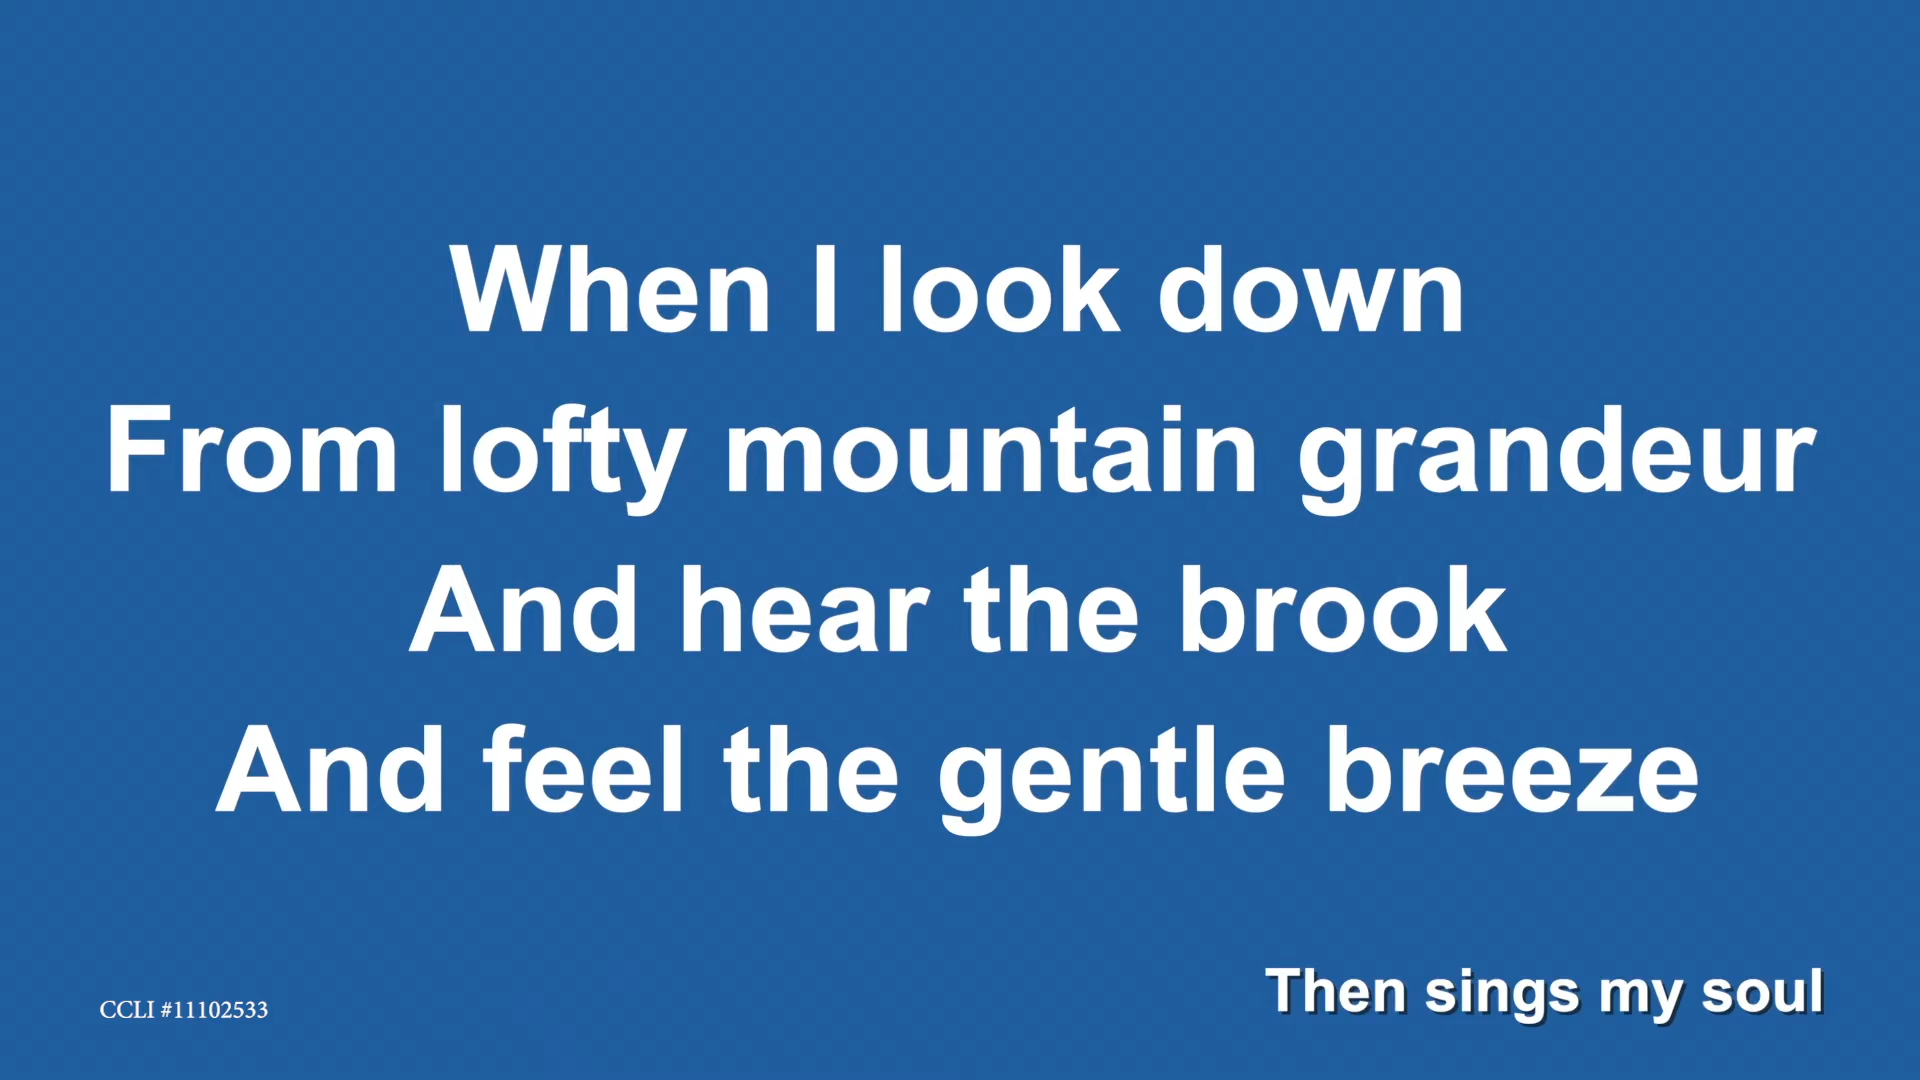 When I look down
From lofty mountain grandeur
And hear the brook
And feel the gentle breeze
Then sings my soul
CCLI #11102533